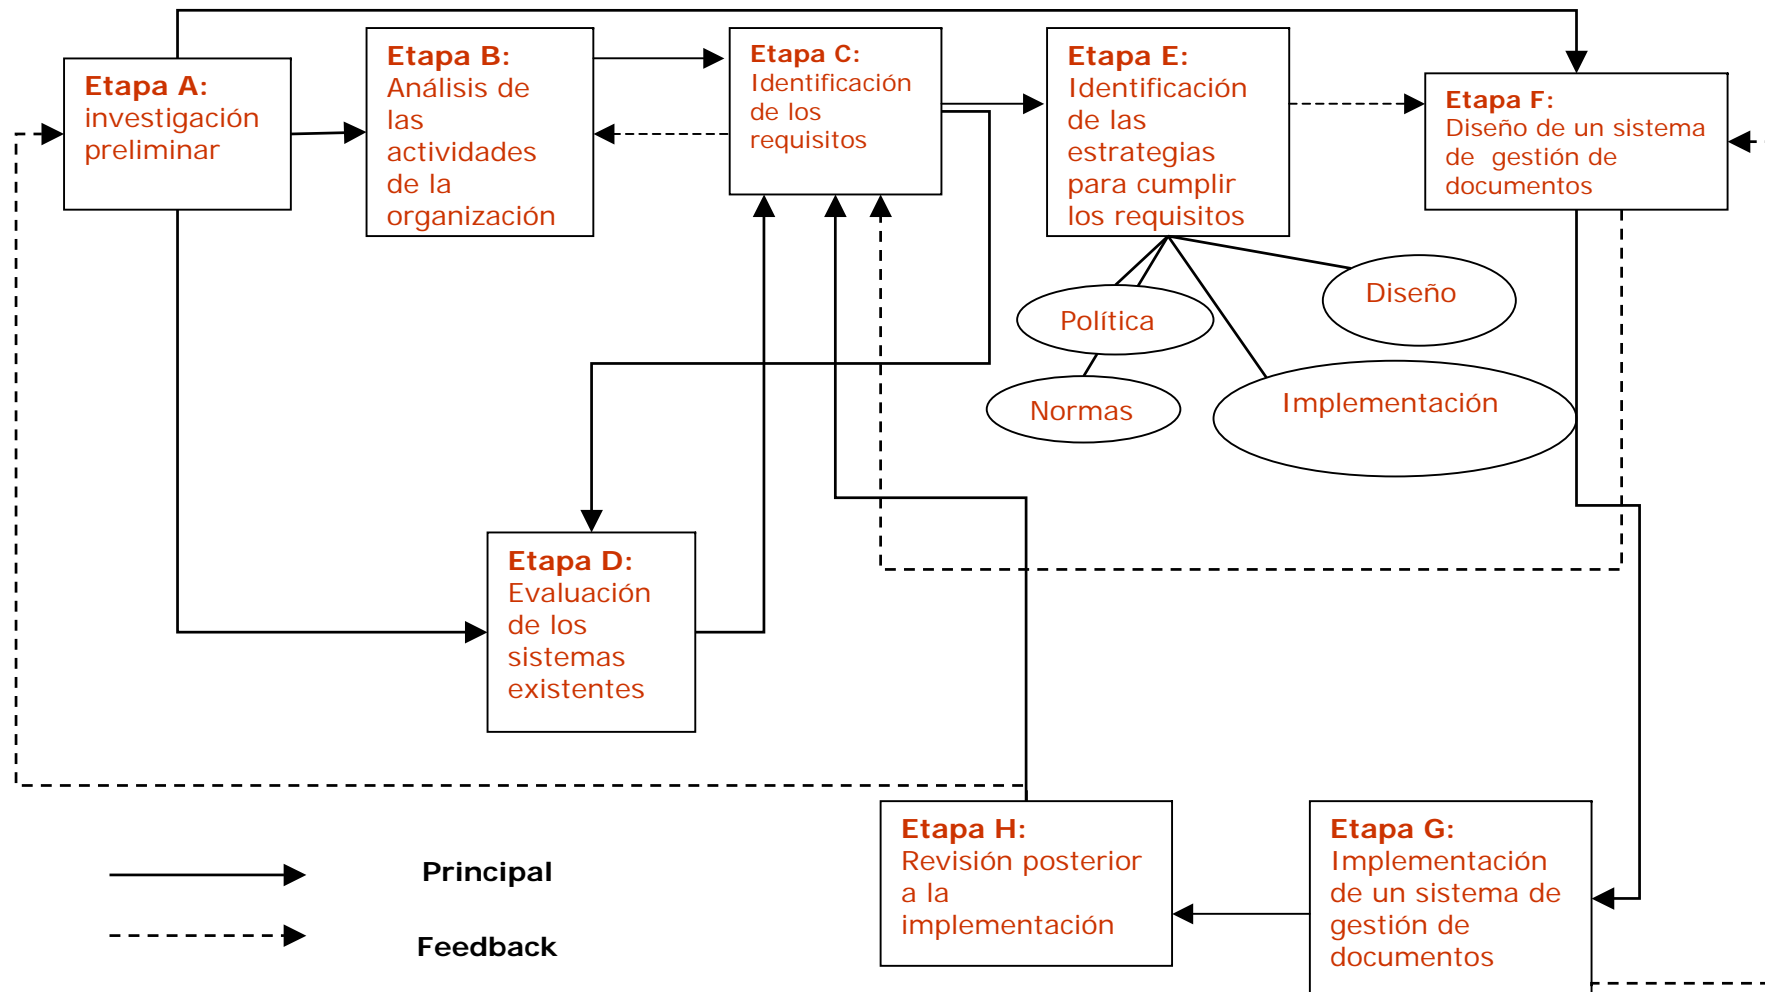 Etapa A:
investigación
preliminar
Etapa B:
Análisis de
las
actividades
de la
organización
Etapa C:
Identificación
de los
requisitos
Etapa E:
Identificación
de las
estrategias
para cumplir
los requisitos
Etapa F:
Diseño de un sistema
de gestión de
documentos
Diseño
Política
Normas
Implementación
Etapa D:
Evaluación
de los
sistemas
existentes
Etapa H:
Revisión posterior
a la
implementación
Etapa G:
Implementación
de un sistema de
gestión de
documentos
Principal
Feedback